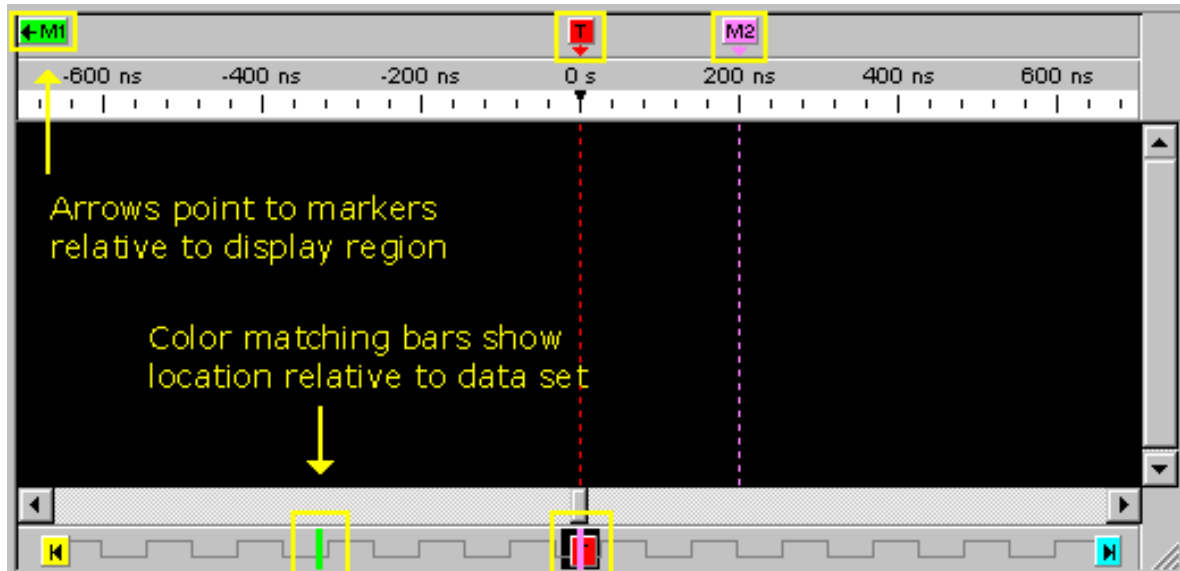 M1 T M2
-600 ns -400 ns -200 ns 0 s 200 ns 400 ns 600 ns
Arrows point to markers
relative to display region
Color matching bars show
location relative to data set